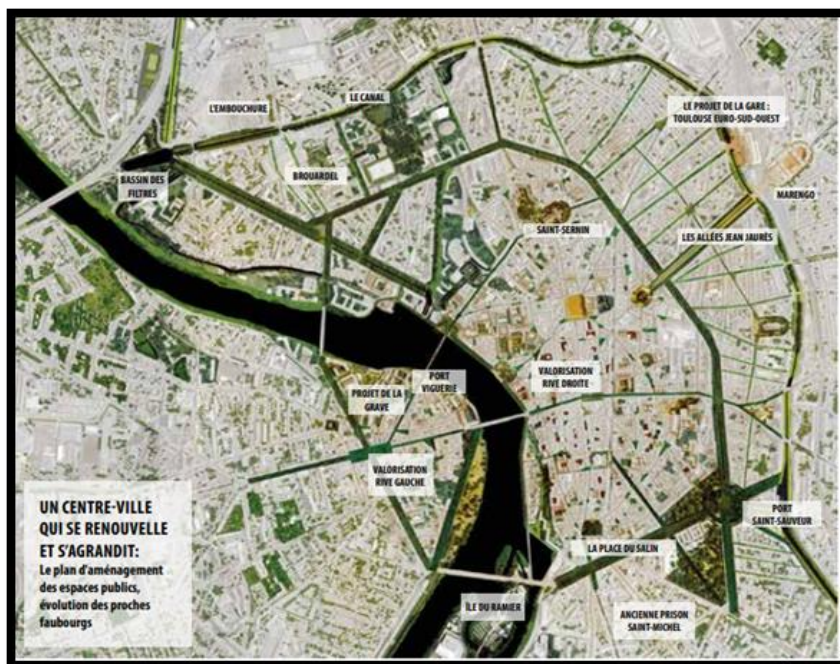 L'EMBOUCHURE
LE CANAL
LE PROJET DE LA GARE :
TOULOUSE EURO-SUD-OUEST
BASSIN DES
FILTRES
BROUARDEL
MARENGO
SAINT-SERNIN
LES ALLÉES JEAN JAURÈS
PROJET DE LA
GRAVE
PORT
VIGUERIE
VALORISATION
RIVE DROITE
VALORISATION
RIVE GAUCHE
UN CENTRE-VILLE
QUI SE RENOUVELLE
ET S'AGRANDIT:
Le plan d'aménagement
des espaces publics,
évolution des proches
faubourgs
PORT
SAINT-SAUVEUR
LA PLACE DU SALIN
ÎLE DU RAMIER
ANCIENNE PRISON
SAINT-MICHEL